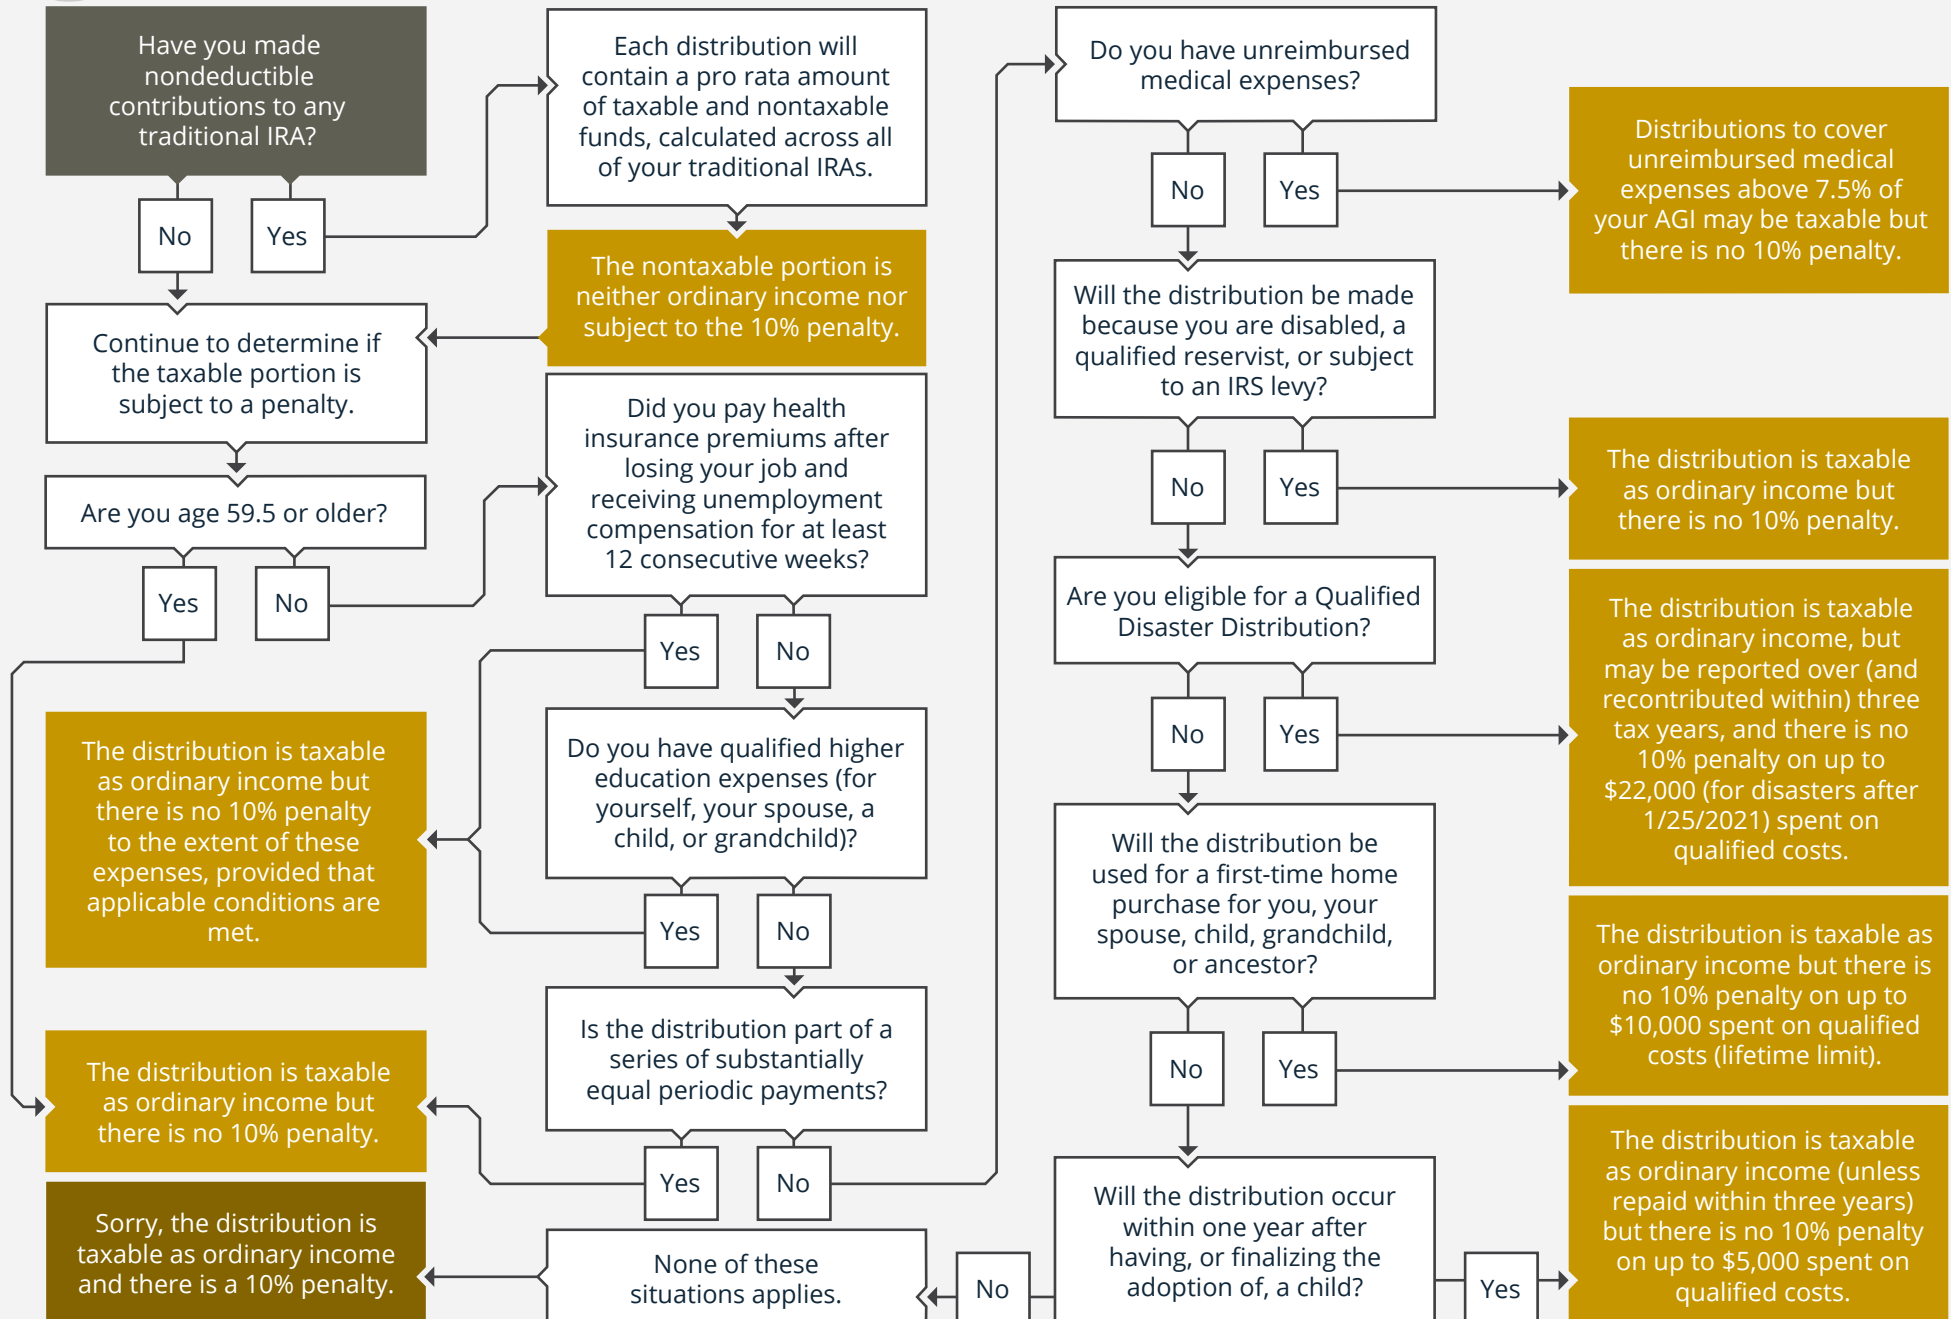 Have you made
nondeductible
contributions to any
traditional IRA?
No
Yes
Each distribution will
contain a pro rata amount
of taxable and nontaxable
funds, calculated across all
of your traditional IRAs.
The nontaxable portion is
neither ordinary income nor
subject to the 10% penalty.
Continue to determine if
the taxable portion is
subject to a penalty.
Are you age 59.5 or older?
Yes
No
Did you pay health
insurance premiums after
losing your job and
receiving unemployment
compensation for at least
12 consecutive weeks?
Yes
No
The distribution is taxable
as ordinary income but
there is no 10% penalty
to the extent of these
expenses, provided that
applicable conditions are
met.
Do you have qualified higher
education expenses (for
yourself, your spouse, a
child, or grandchild)?
Yes
No
Is the distribution part of a
series of substantially
equal periodic payments?
Yes
No
The distribution is taxable
as ordinary income but
there is no 10% penalty.
Do you have unreimbursed
medical expenses?
No
Yes
Distributions to cover
unreimbursed medical
expenses above 7.5% of
your AGI may be taxable but
there is no 10% penalty.
Will the distribution be made
because you are disabled, a
qualified reservist, or subject
to an IRS levy?
No
Yes
The distribution is taxable
as ordinary income but
there is no 10% penalty.
Are you eligible for a Qualified
Disaster Distribution?
No
Yes
The distribution is taxable
as ordinary income, but
may be reported over (and
recontributed within) three
tax years, and there is no
10% penalty on up to
$22,000 (for disasters after
1/25/2021) spent on
qualified costs.
Will the distribution be
used for a first-time home
purchase for you, your
spouse, child, grandchild,
or ancestor?
No
Yes
The distribution is taxable as
ordinary income but there is
no 10% penalty on up to
$10,000 spent on qualified
costs (lifetime limit).
Will the distribution occur
within one year after
having, or finalizing the
adoption of, a child?
Yes
The distribution is taxable
as ordinary income (unless
repaid within three years)
but there is no 10% penalty
on up to $5,000 spent on
qualified costs.
No
None of these
situations applies.
Sorry, the distribution is
taxable as ordinary income
and there is a 10% penalty.